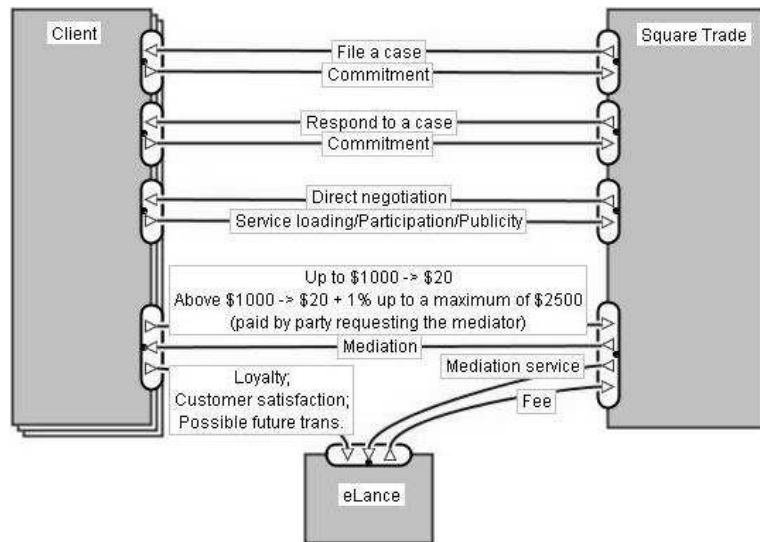 Client
Square Trade
File a case
Commitment
Respond to a case
Commitment
Direct negotiation
Service loading/Participation/Publicity
Up to $1000 -> $20
Above $1000 -> $20 + 1% up to a maximum of $2500
(paid by party requesting the mediator)
Mediation
Mediation service
Loyalty;
Customer satisfaction;
Possible future trans.
Fee
eLance